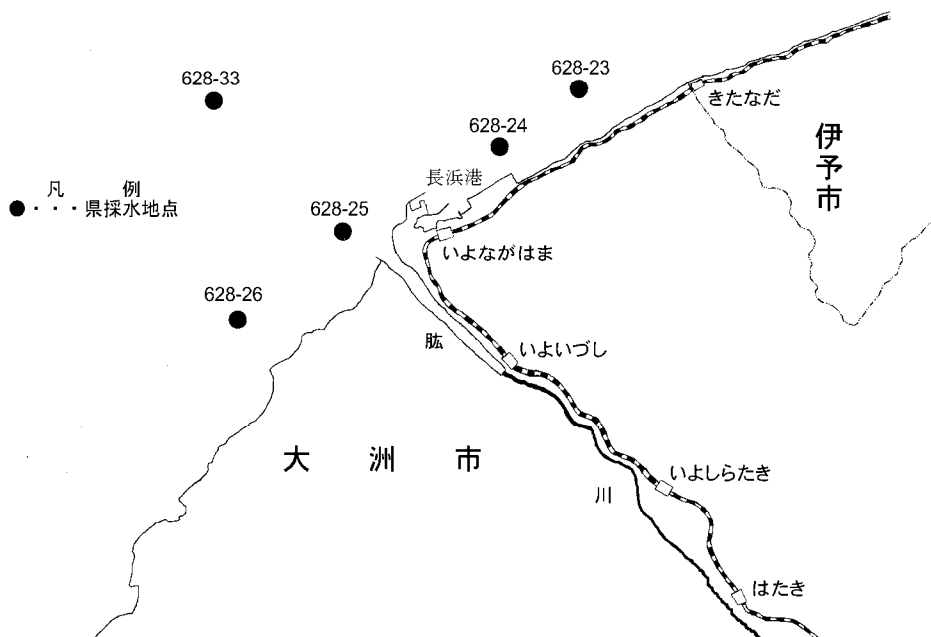 628-33
628-23
きたなだ
628-24
伊予市
長浜港
凡 例
●・・・県採水地点
628-25
いよながはま
628-26
肱
いよいづし
大 洲 市
いよしらたき
川
はたき